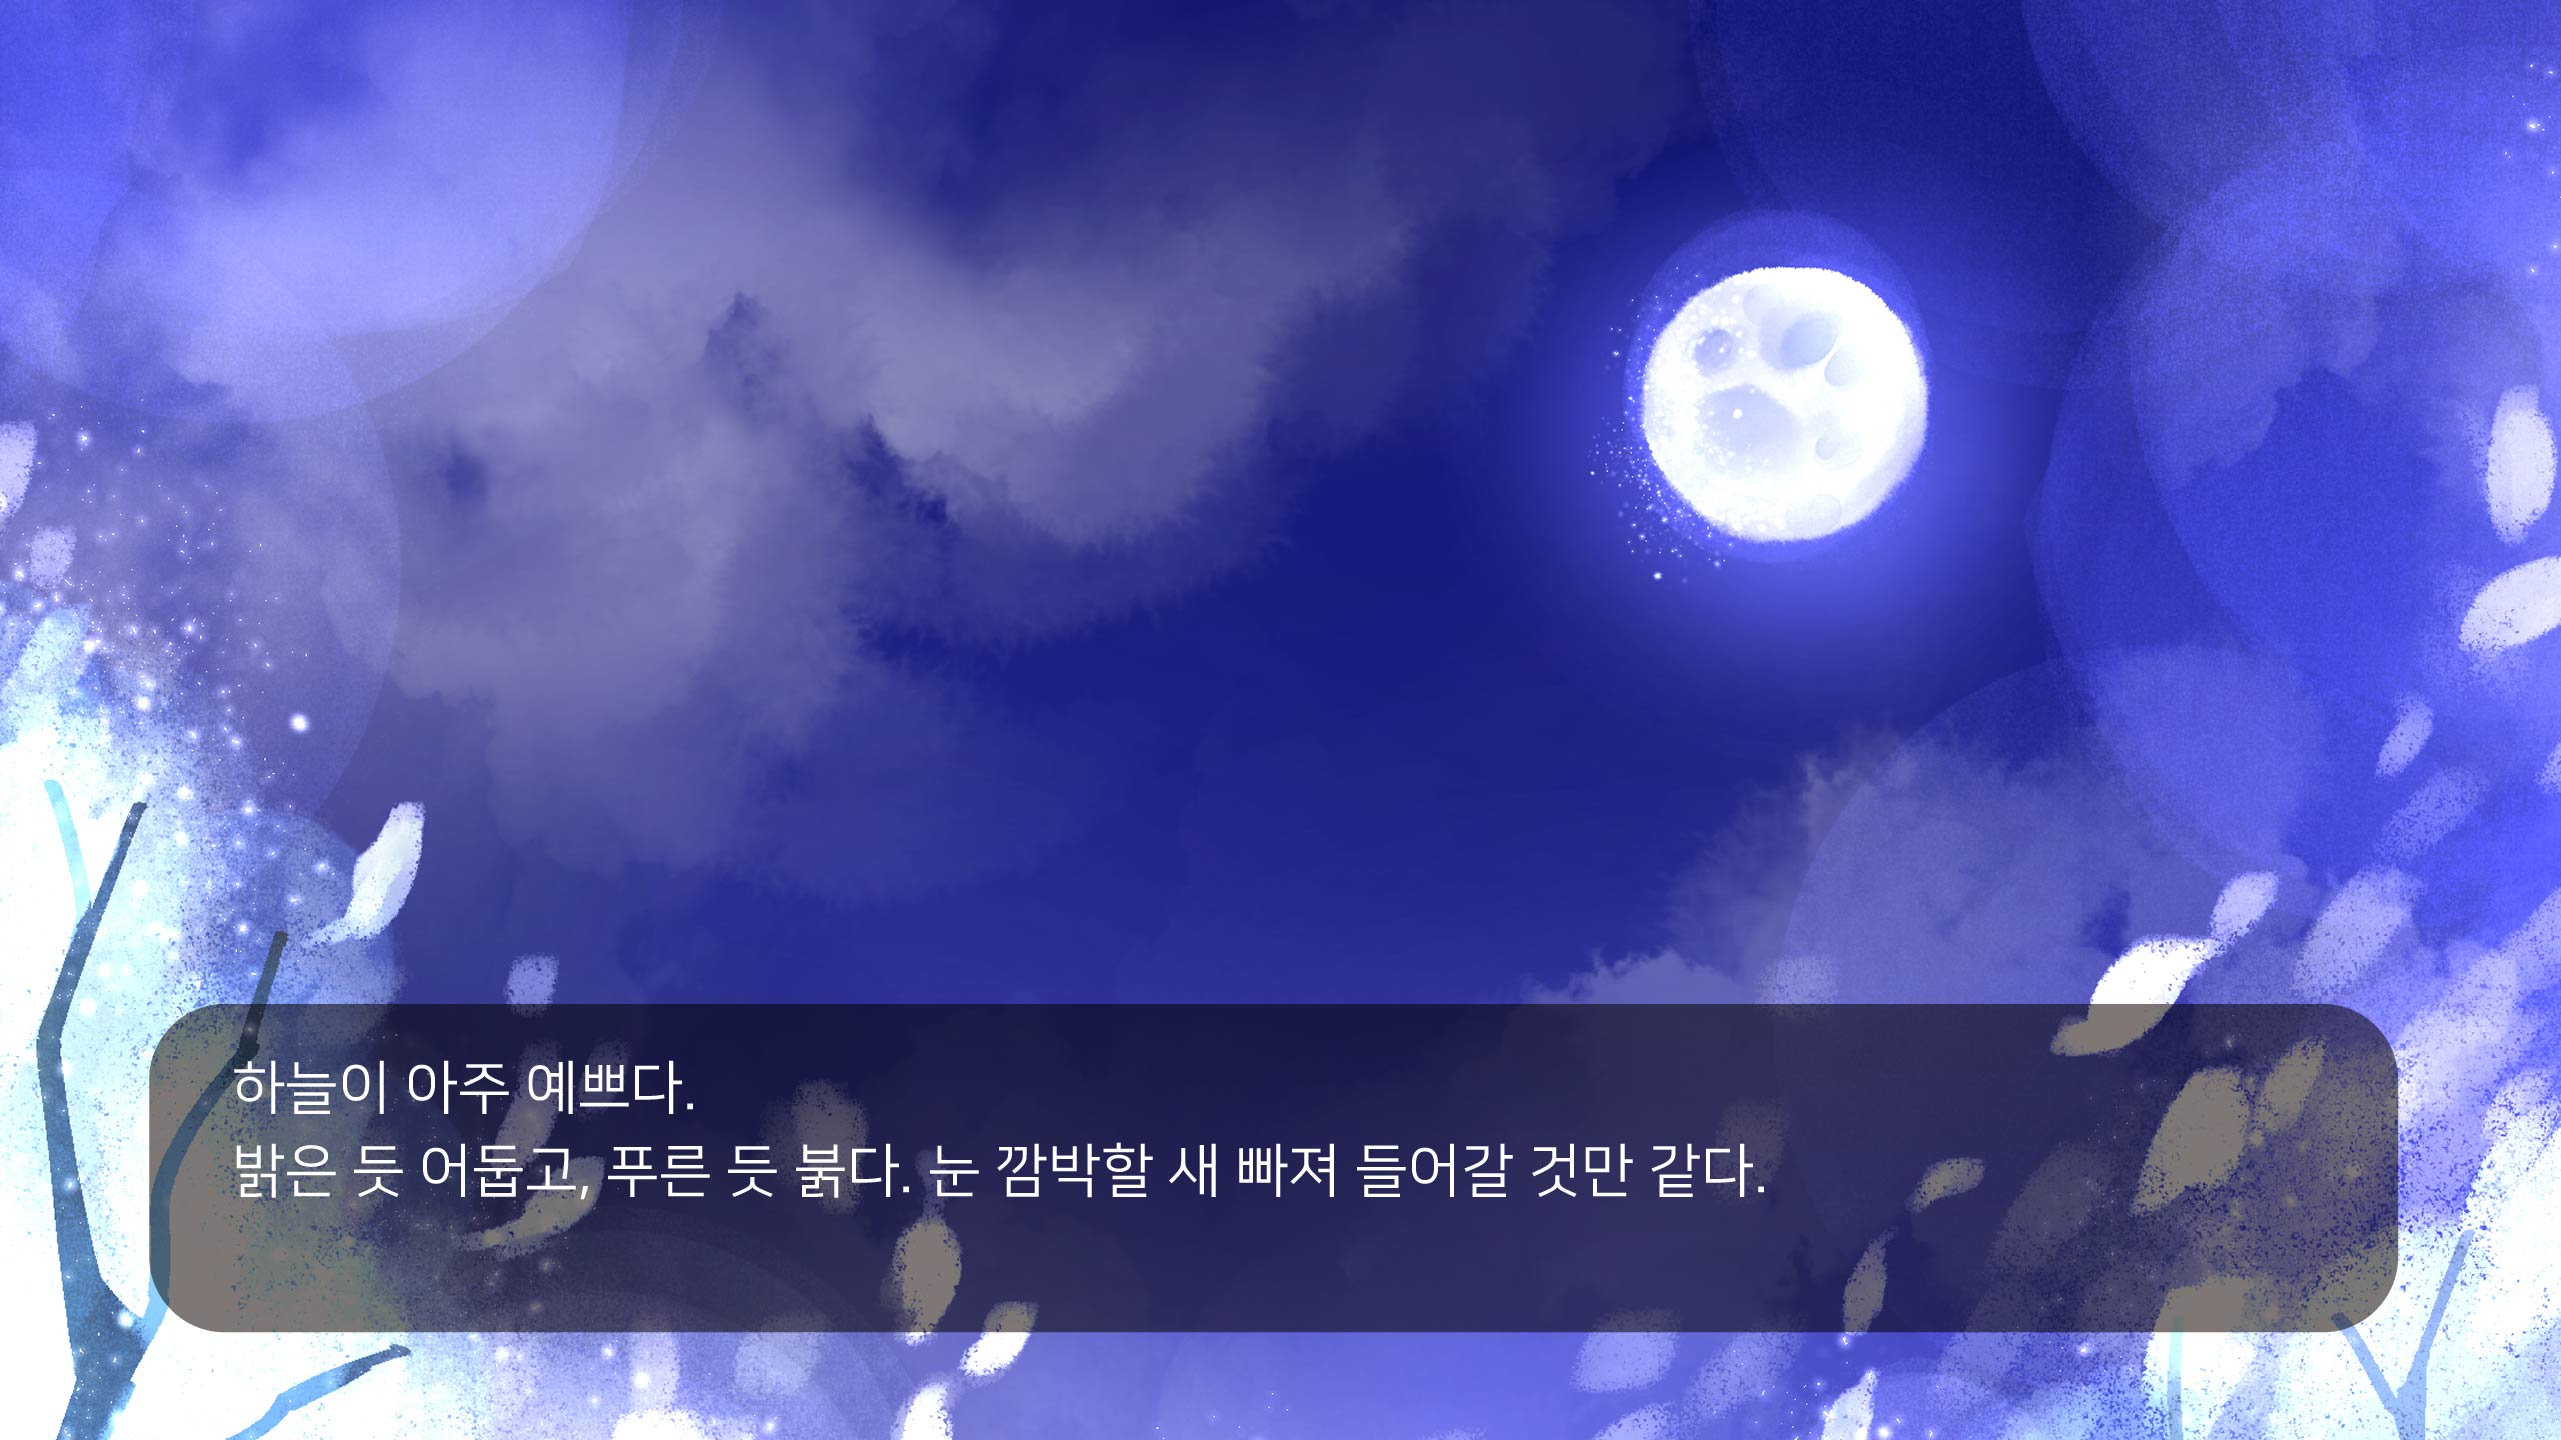 하늘이 아주 예쁘다.
밝은 듯 어둡고, 푸른 듯 붉다. 눈 깜박할 새 빠져 들어갈 것만 같다.